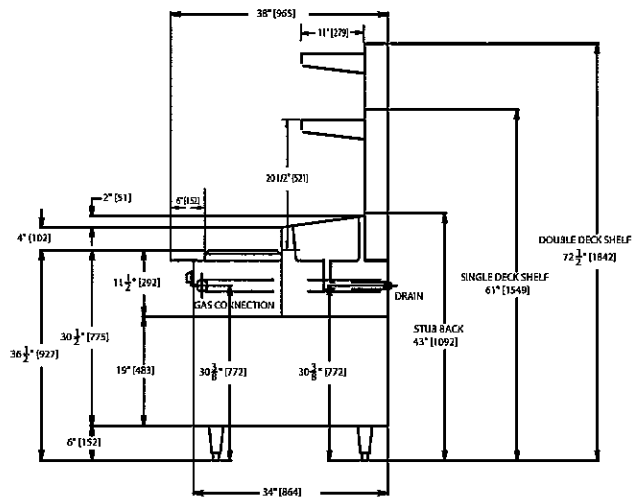 38" [965]
11" [279]
20 1/2" [521]
2" [51]
6" [152]
4" [102]
DOUBLE DECK SHELF
72 1/2" [1842]
SINGLE DECK SHELF
61" [1549]
11 1/2" [292]
GAS CONNECTION
DRAIN
STUB BACK
43" [1092]
30 1/2" [775]
36 1/2" [927]
19" [483]
30 3/8" [772]
30 3/8" [772]
6" [152]
34" [864]